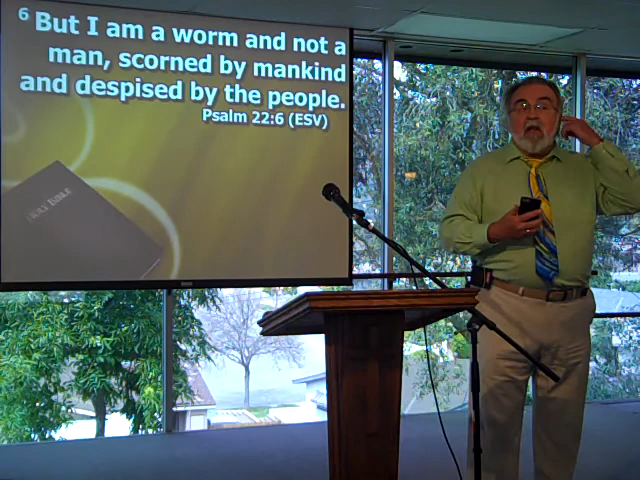 6 But I am a worm and not a
man, scorned by mankind
and despised by the people.
Psalm 22:6 (ESV)
HOLY BIBLE